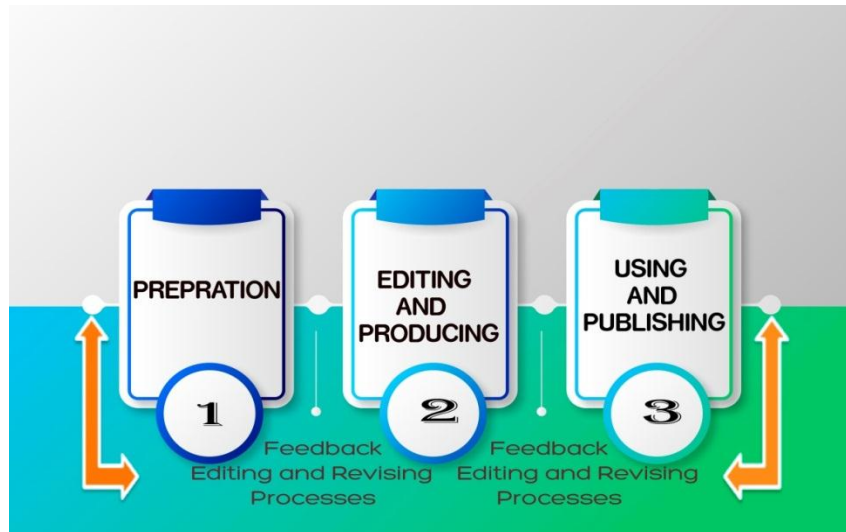 PREPRATION
1
EDITING
AND
PRODUCING
2
USING
AND
PUBLISHING
3
Feedback
Editing and Revising
Processes
Feedback
Editing and Revising
Processes